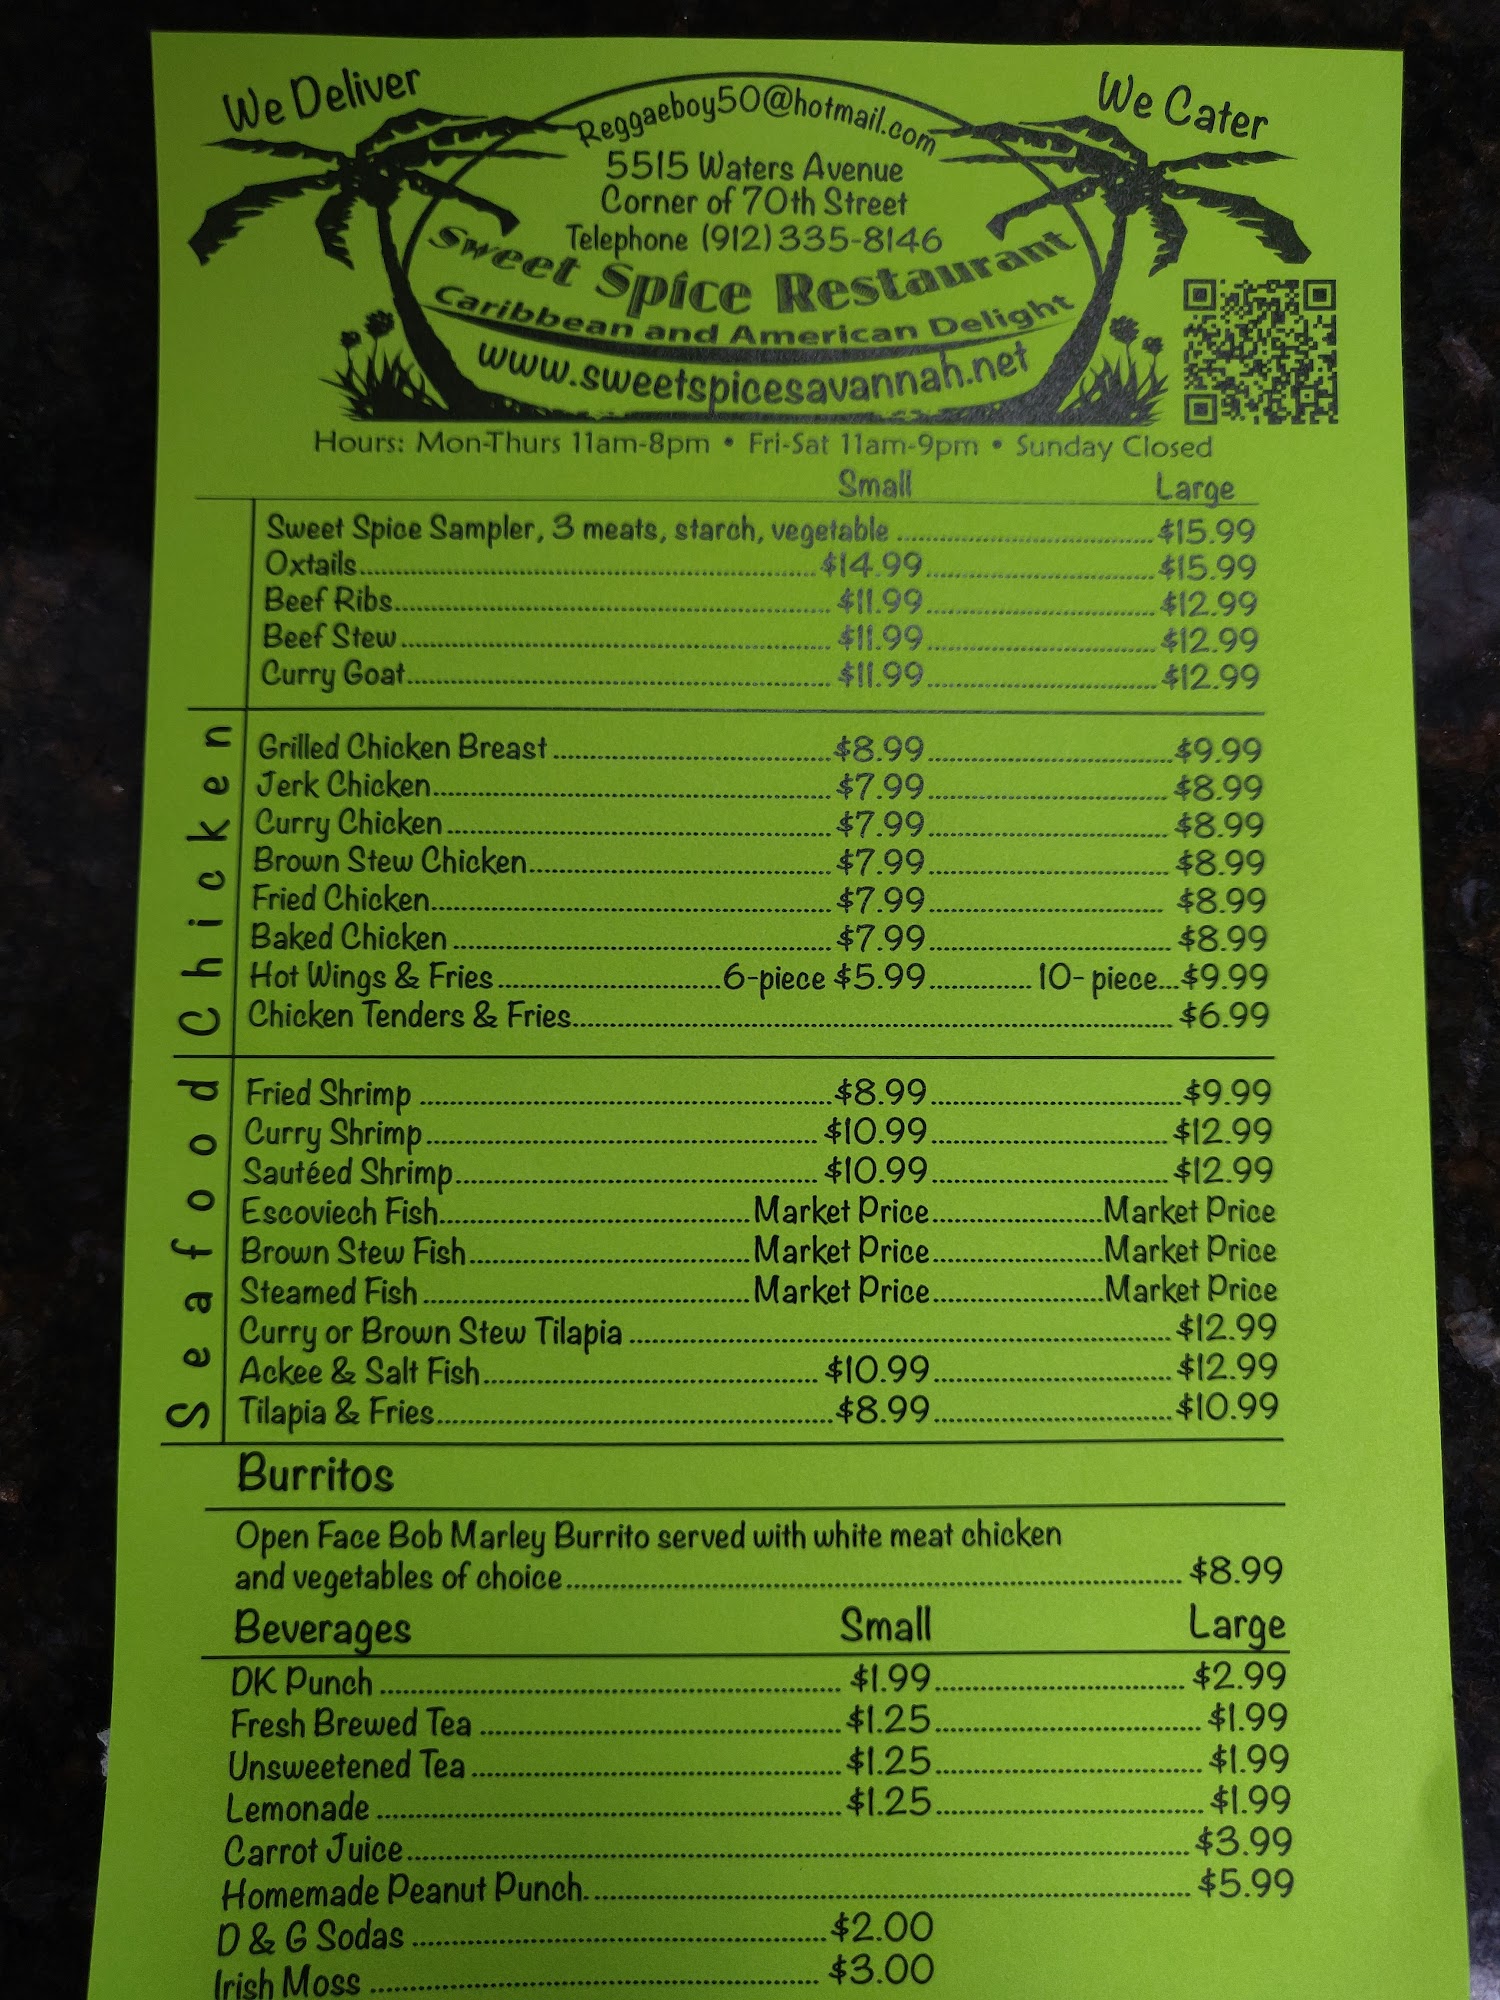 We Deliver
We Cater
Reggaeboy50@hotmail.com
5515 Waters Avenue
Corner of 70th Street
Telephone (912) 335-8146
Sweet Spice Restaurant
Caribbean and American Delight
www.sweetspicesavannah.net
Hours: Mon-Thurs 11am-8pm • Fri-Sat 11am-9pm • Sunday Closed
Small Large
Sweet Spice Sampler, 3 meats, starch, vegetable $15.99
Oxtails $14.99 $15.99
Beef Ribs $11.99 $12.99
Beef Stew $11.99 $12.99
Curry Goat $11.99 $12.99
Chicken
Grilled Chicken Breast $8.99 $9.99
Jerk Chicken $7.99 $8.99
Curry Chicken $7.99 $8.99
Brown Stew Chicken $7.99 $8.99
Fried Chicken $7.99 $8.99
Baked Chicken $7.99 $8.99
Hot Wings & Fries 6-piece $5.99 10- piece $9.99
Chicken Tenders & Fries $6.99
Seafood
Fried Shrimp $8.99 $9.99
Curry Shrimp $10.99 $12.99
Sautéed Shrimp $10.99 $12.99
Escoviech Fish Market Price Market Price
Brown Stew Fish Market Price Market Price
Steamed Fish Market Price Market Price
Curry or Brown Stew Tilapia $12.99
Ackee & Salt Fish $10.99 $12.99
Tilapia & Fries $8.99 $10.99
Burritos
Open Face Bob Marley Burrito served with white meat chicken
and vegetables of choice $8.99
Beverages Small Large
DK Punch $1.99 $2.99
Fresh Brewed Tea $1.25 $1.99
Unsweetened Tea $1.25 $1.99
Lemonade $1.25 $1.99
Carrot Juice $3.99
Homemade Peanut Punch $5.99
D & G Sodas $2.00
Irish Moss $3.00